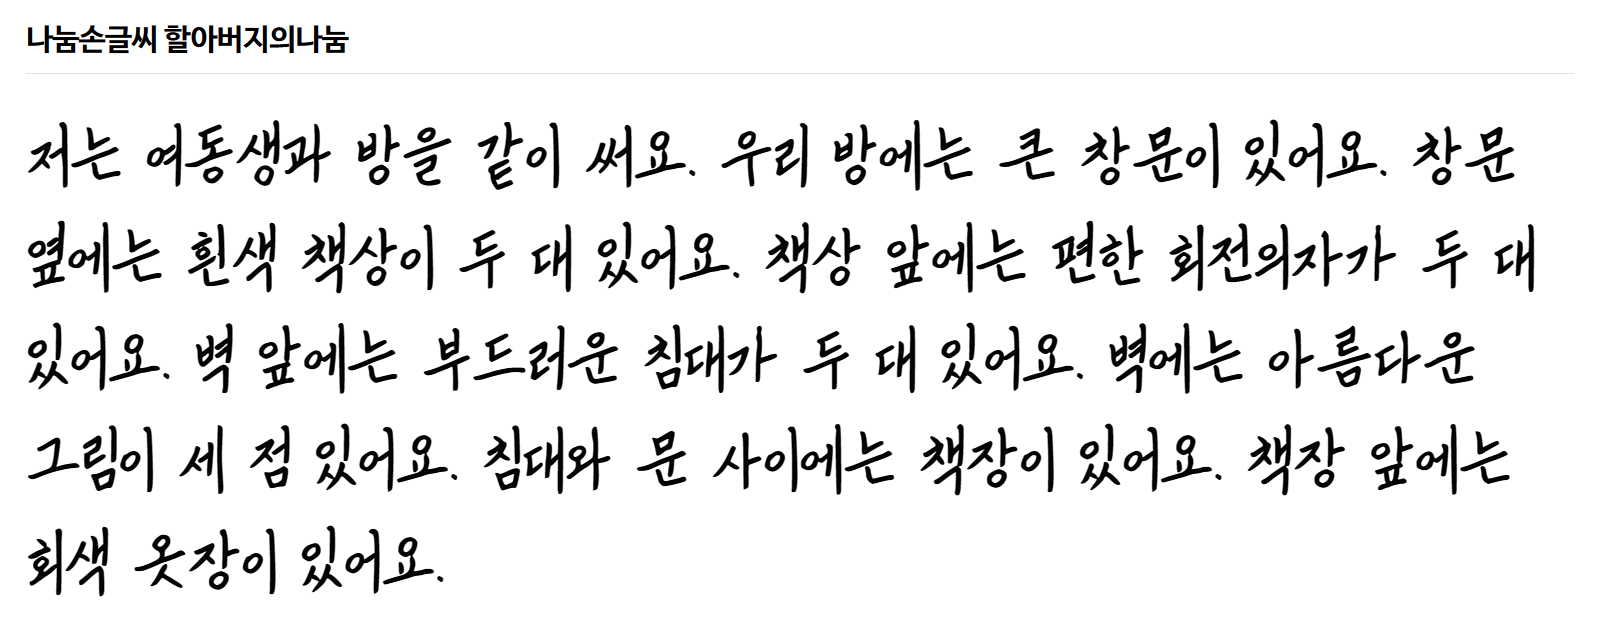 나눔손글씨 할아버지의나눔
저는 여동생과 방을 같이 써요. 우리 방에는 큰 창문이 있어요. 창문
옆에는 흰색 책상이 두 대 있어요. 책상 앞에는 편한 회전의자가 두 대
있어요. 벽 앞에는 부드러운 침대가 두 대 있어요. 벽에는 아름다운
그림이 세 점 있어요. 침대와 문 사이에는 책장이 있어요. 책장 앞에는
회색 옷장이 있어요.